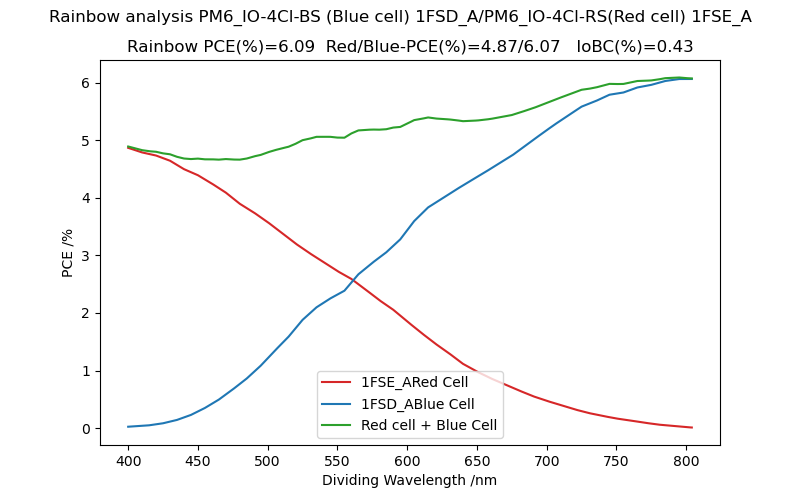 Rainbow analysis PM6_IO-4Cl-BS (Blue cell) 1FSD_A/PM6_IO-4Cl-RS(Red cell) 1FSE_A
Rainbow PCE(%)=6.09  Red/Blue-PCE(%)=4.87/6.07   IoBC(%)=0.43
PCE /%
6
5
4
3
2
1
0
1FSE_ARed Cell
1FSD_ABlue Cell
Red cell + Blue Cell
400 450 500 550 600 650 700 750 800
Dividing Wavelength /nm